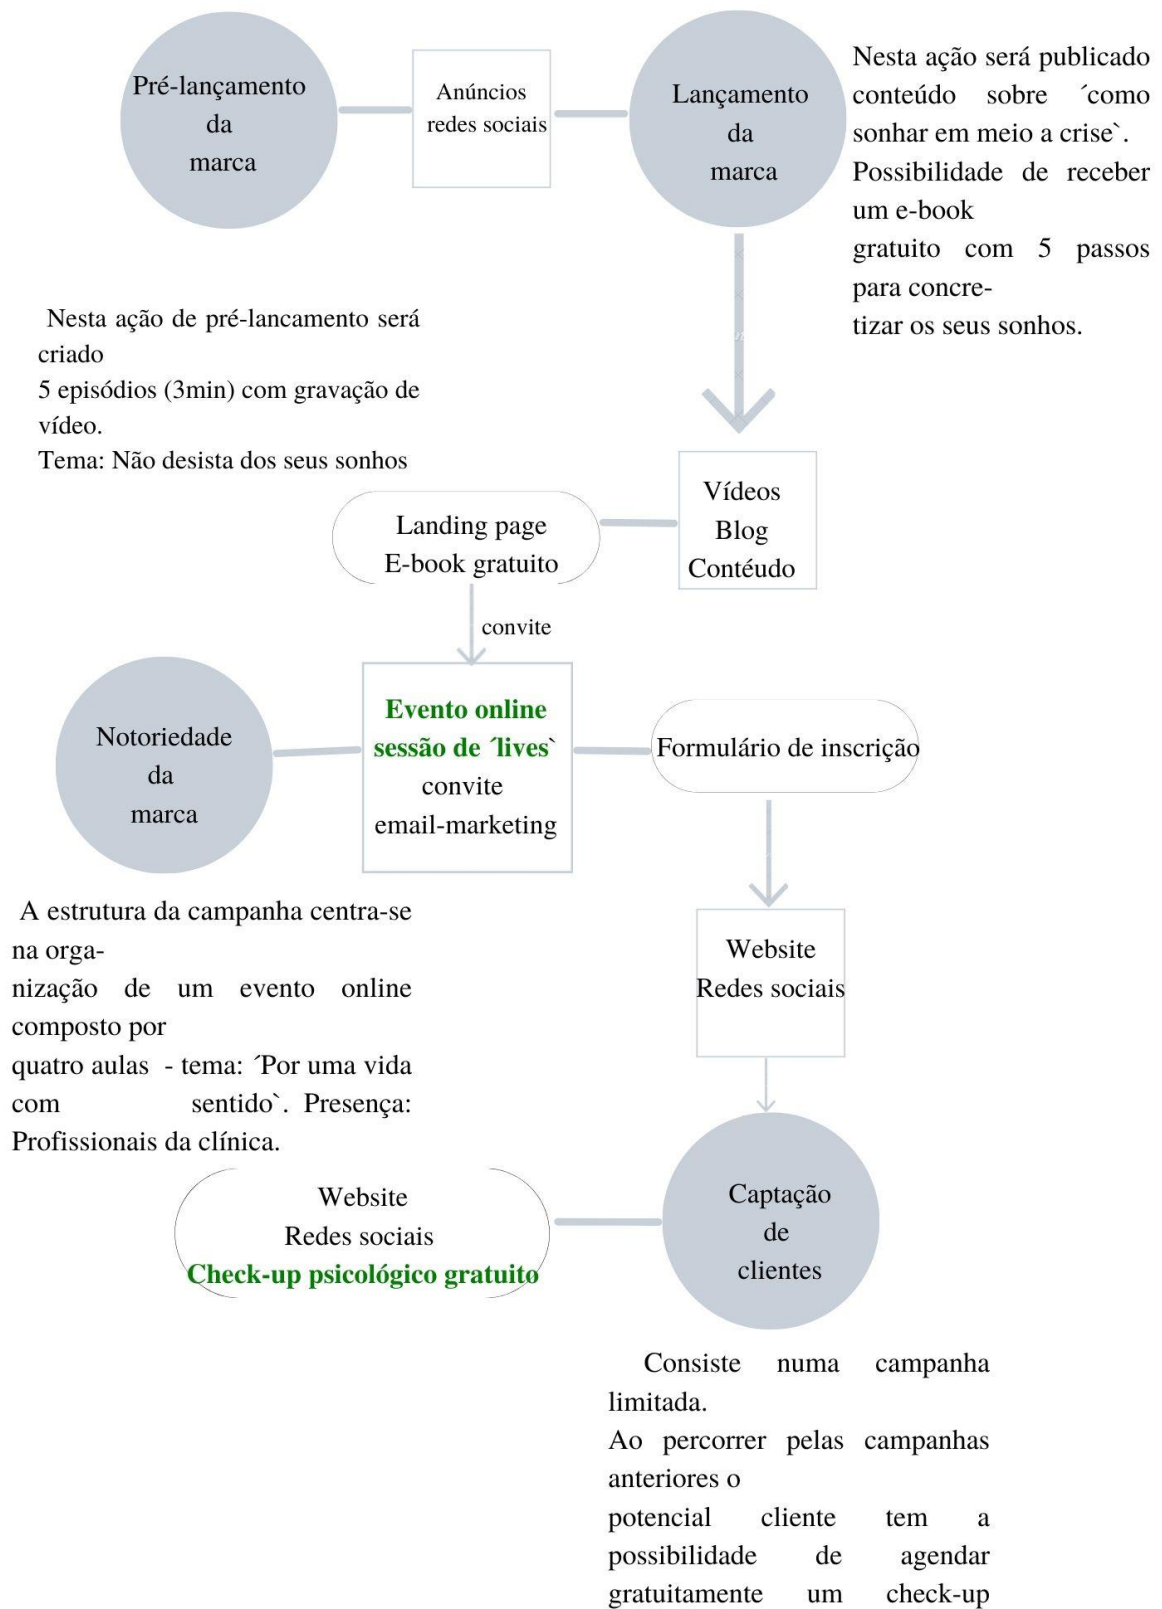 Pré-lançamento
da
marca
Anúncios
redes sociais
Lançamento
da
marca
Nesta ação será publicado
conteúdo sobre ´como
sonhar em meio a crise`.
Possibilidade de receber
um e-book
gratuito com 5 passos
para concre-
tizar os seus sonhos.
Nesta ação de pré-lancamento será
criado
5 episódios (3min) com gravação de
vídeo.
Tema: Não desista dos seus sonhos
Vídeos
Blog
Contéudo
Landing page
E-book gratuito
convite
Notoriedade
da
marca
Evento online
sessão de ´lives`
convite
email-marketing
Formulário de inscrição
A estrutura da campanha centra-se
na orga-
nização de um evento online
composto por
quatro aulas - tema: ´Por uma vida
com sentido`. Presença:
Profissionais da clínica.
Website
Redes sociais
Captação
de
clientes
Website
Redes sociais
Check-up psicológico gratuito
Consiste numa campanha
limitada.
Ao percorrer pelas campanhas
anteriores o
potencial cliente tem a
possibilidade de agendar
gratuitamente um check-up